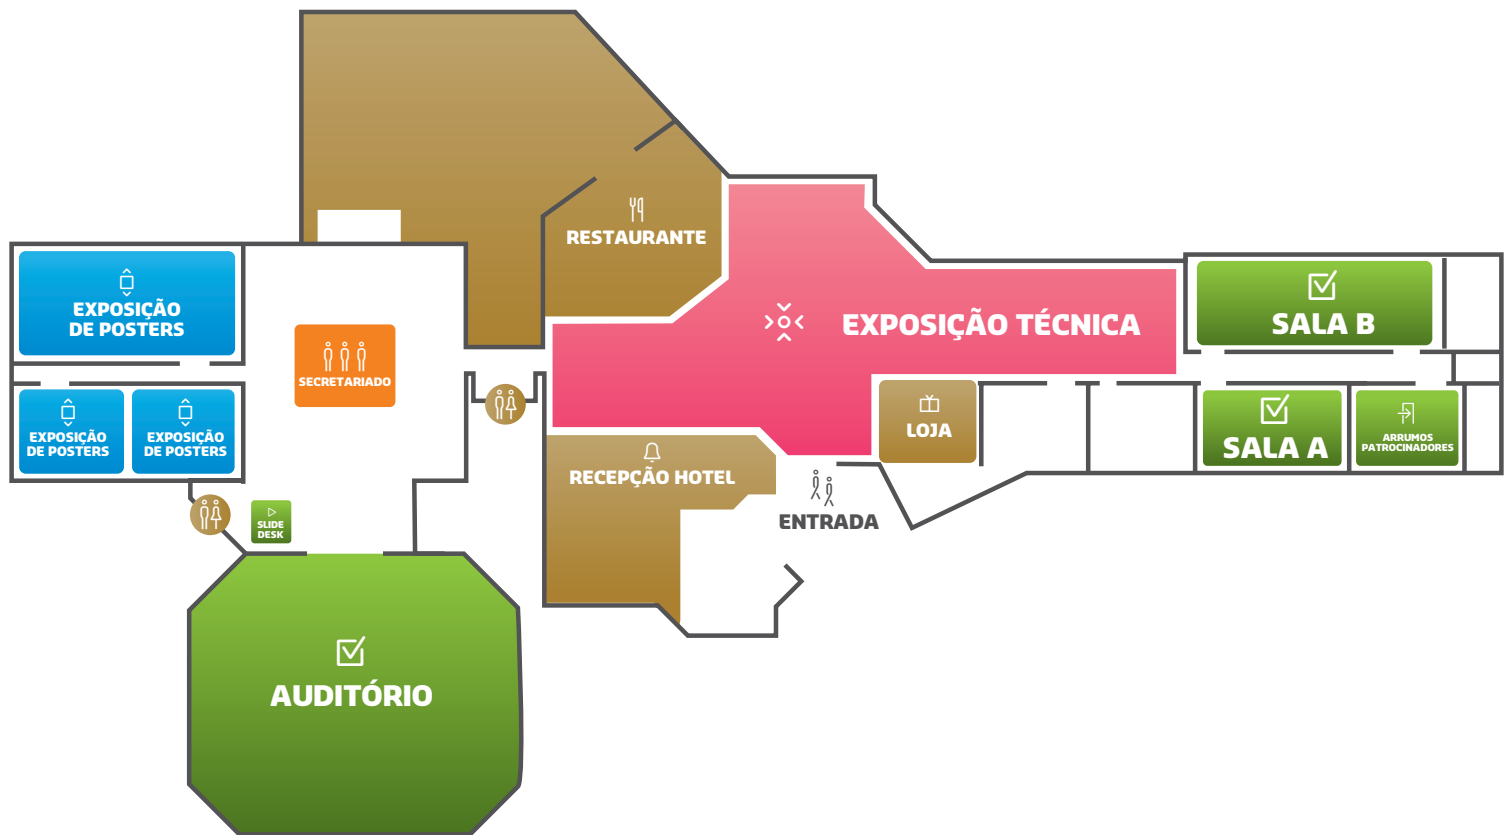 RESTAURANTE
EXPOSIÇÃO
DE POSTERS
EXPOSIÇÃO TÉCNICA
SALA B
SECRETARIADO
EXPOSIÇÃO
DE POSTERS
EXPOSIÇÃO
DE POSTERS
LOJA
SALA A
ARRUMOS
PATROCINADORES
RECEPÇÃO HOTEL
ENTRADA
SLIDE
DESK
AUDITÓRIO